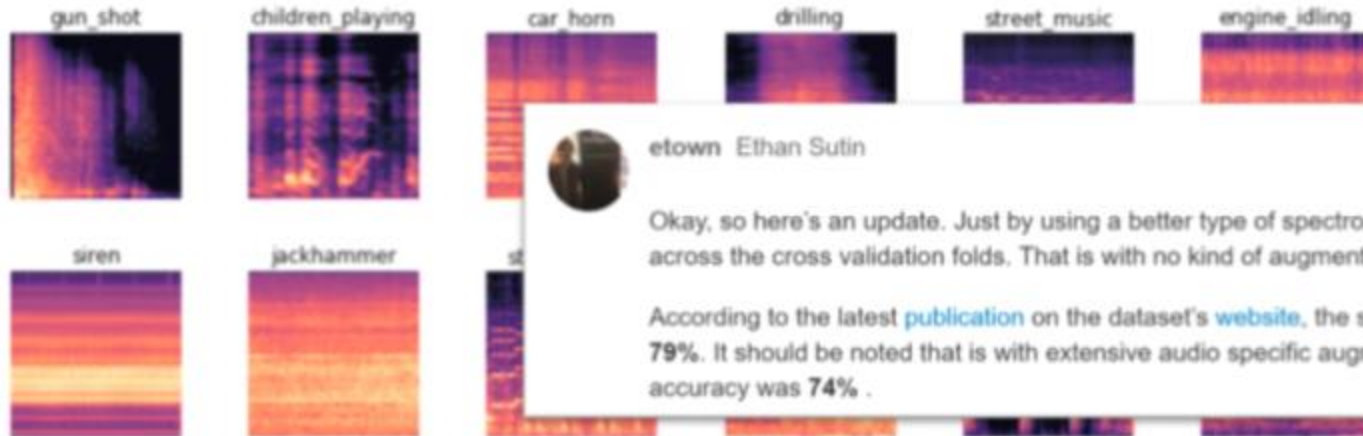 gun_shot children_playing car_horn drilling street_music engine_idling
etown Ethan Sutin
Okay, so here's an update. Just by using a better type of spectro
across the cross validation folds. That is with no kind of augment
siren jackhammer st
According to the latest publication on the dataset's website, the s
79%. It should be noted that is with extensive audio specific aug
accuracy was 74% .